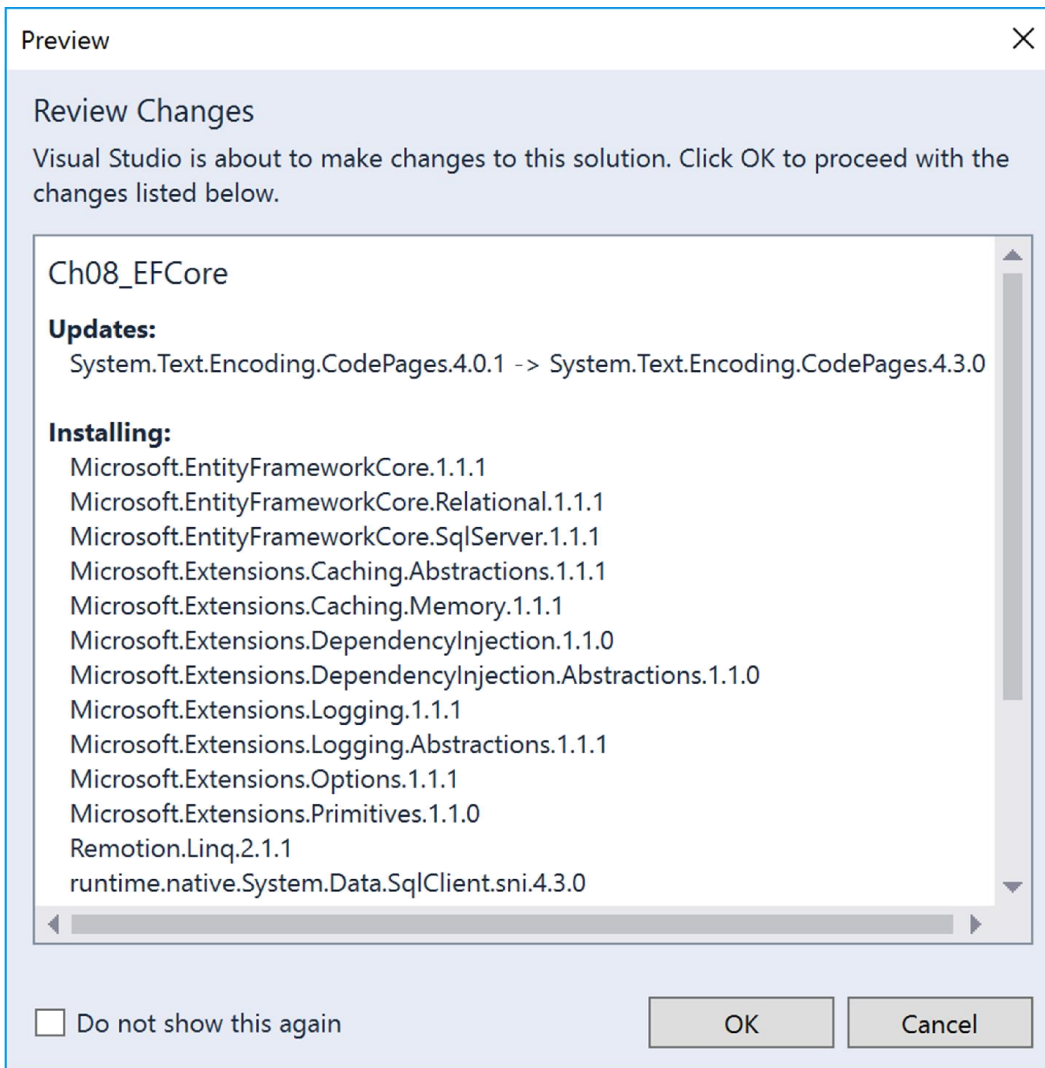 Preview
Review Changes
Visual Studio is about to make changes to this solution. Click OK to proceed with the
changes listed below.
Ch08_EFCore
Updates:
System.Text.Encoding.CodePages.4.0.1 -> System.Text.Encoding.CodePages.4.3.0
Installing:
Microsoft.EntityFrameworkCore.1.1.1
Microsoft.EntityFrameworkCore.Relational.1.1.1
Microsoft.EntityFrameworkCore.SqlServer.1.1.1
Microsoft.Extensions.Caching.Abstractions.1.1.1
Microsoft.Extensions.Caching.Memory.1.1.1
Microsoft.Extensions.DependencyInjection.1.1.0
Microsoft.Extensions.DependencyInjection.Abstractions.1.1.0
Microsoft.Extensions.Logging.1.1.1
Microsoft.Extensions.Logging.Abstractions.1.1.1
Microsoft.Extensions.Options.1.1.1
Microsoft.Extensions.Primitives.1.1.0
Remotion.Linq.2.1.1
runtime.native.System.Data.SqlClient.sni.4.3.0
Do not show this again
OK
Cancel